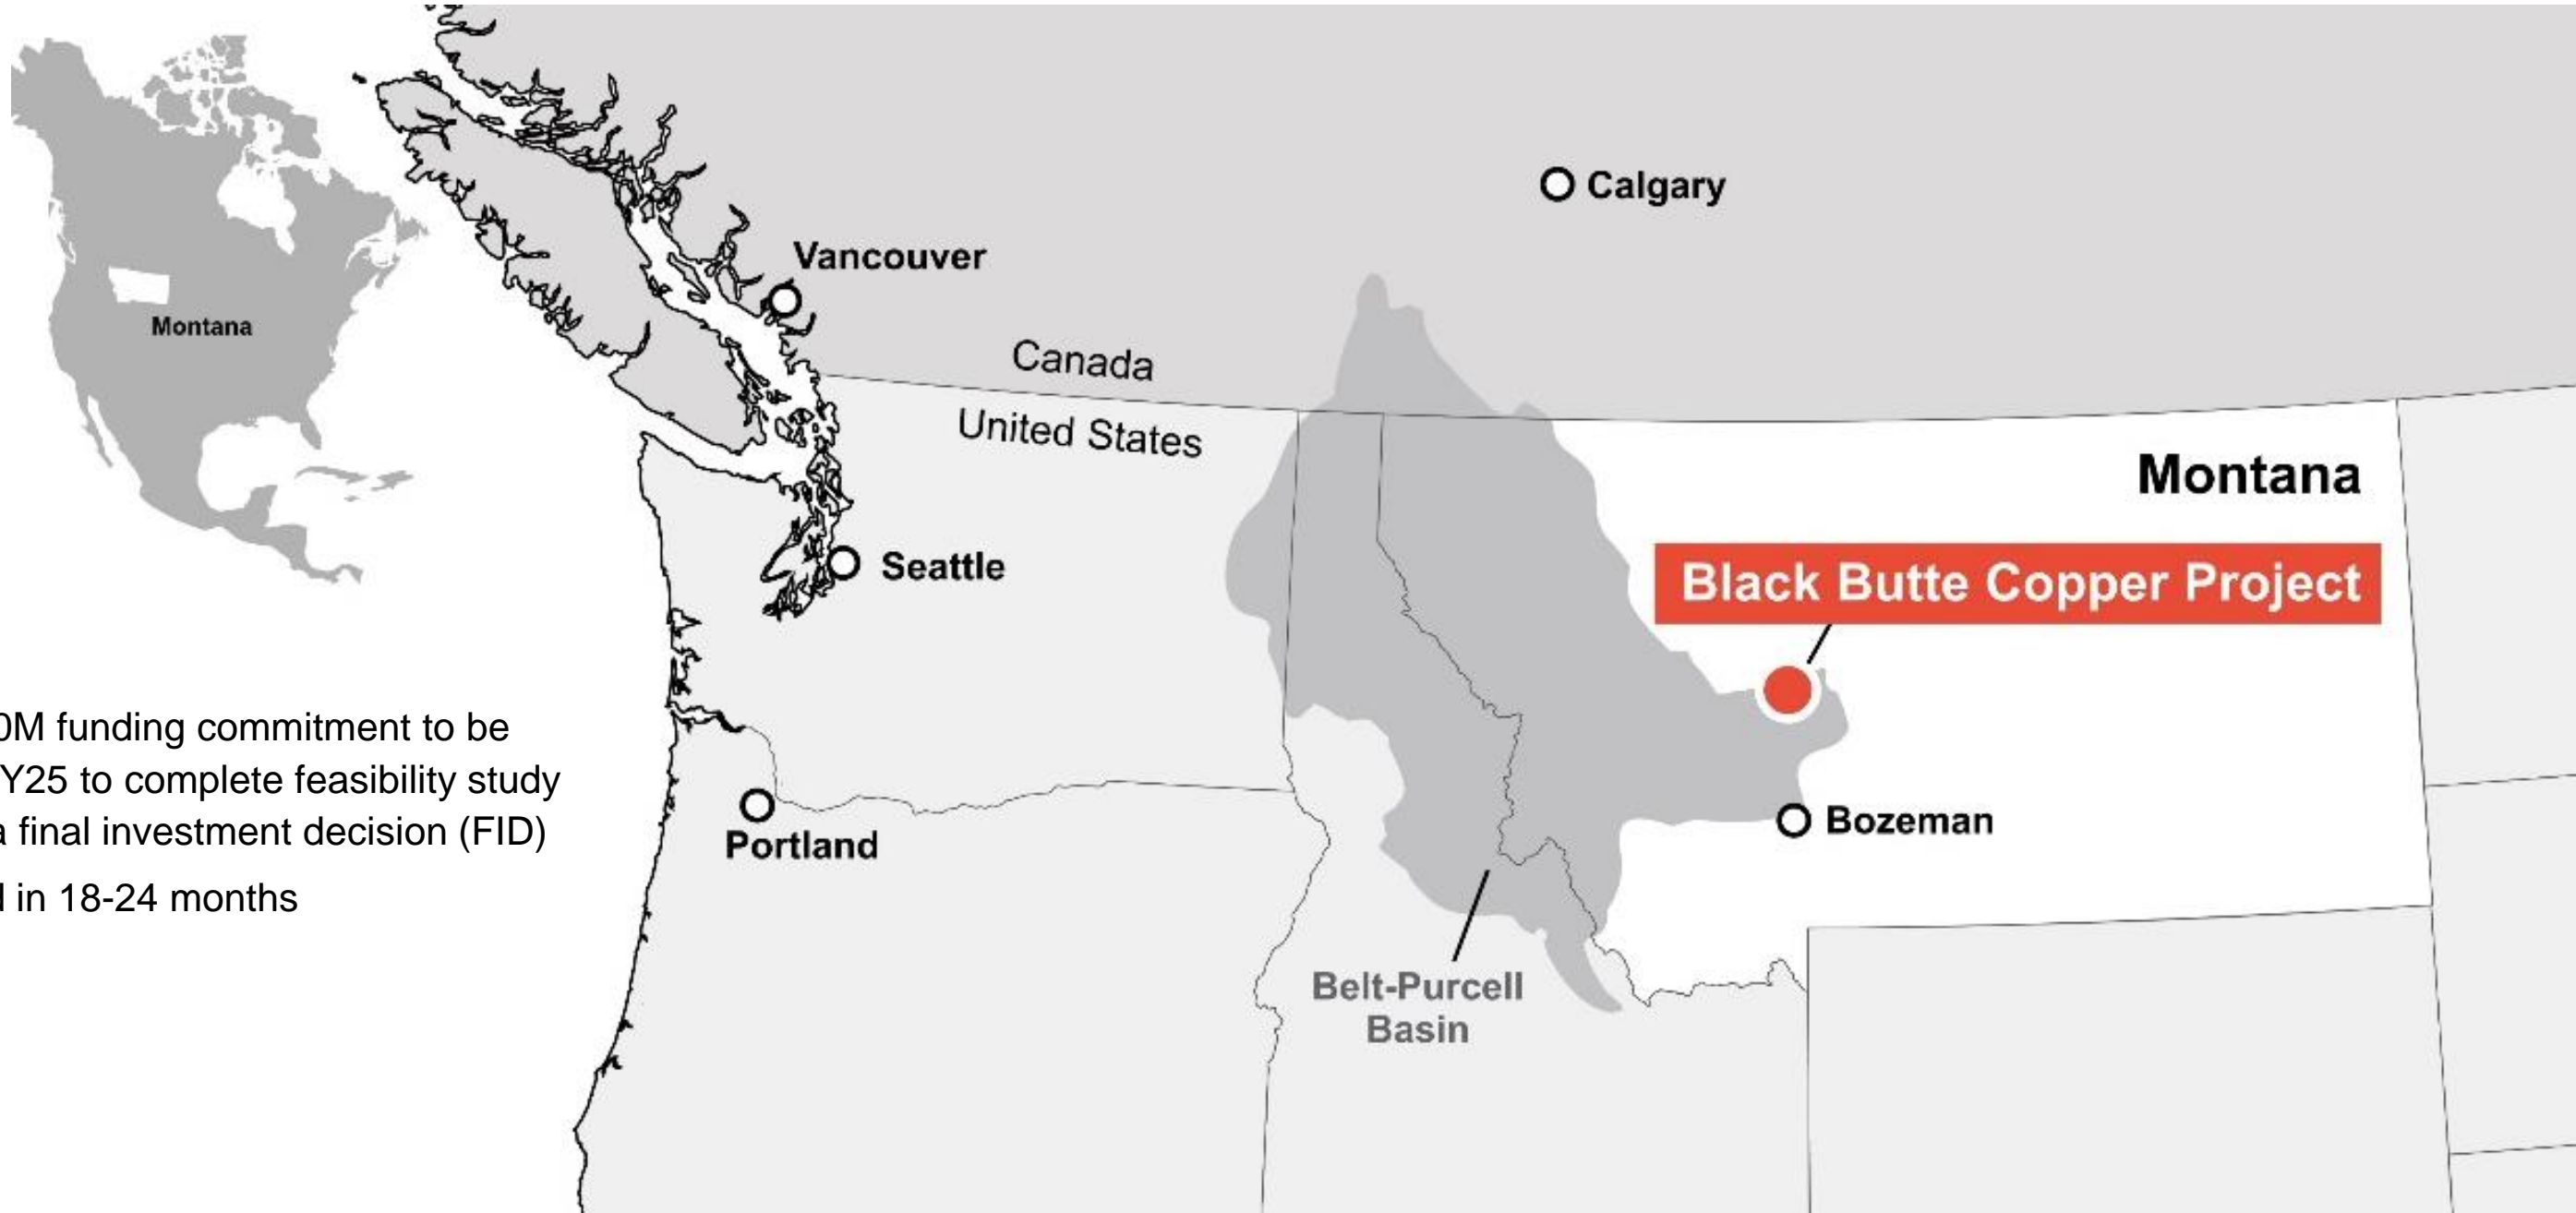 Calgary
Vancouver
Montana
Canada
United States
Montana
Seattle
Black Butte Copper Project
0M funding commitment to be
Y25 to complete feasibility study
a final investment decision (FID)
in 18-24 months
Portland
Bozeman
Belt-Purcell
Basin